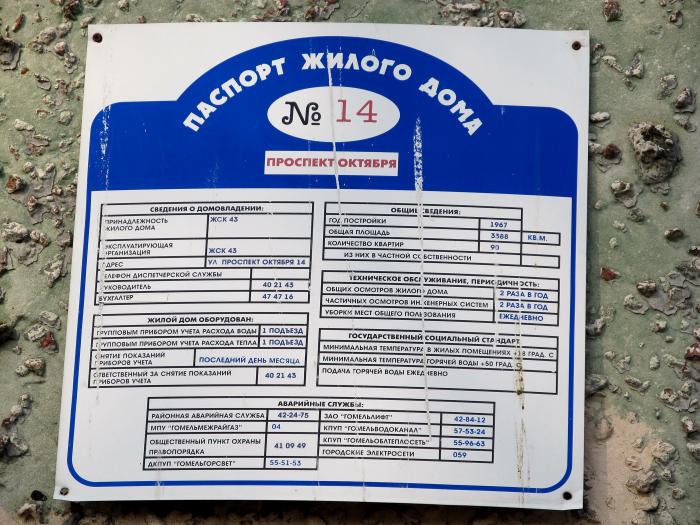 ПАСПОРТ ЖИЛОГО ДОМА
№ 14
ПРОСПЕКТ ОКТЯБРЯ
СВЕДЕНИЯ О ДОМОВЛАДЕНИИ:
ПРИНАДЛЕЖНОСТЬ ЖСК 43
ЖИЛОГО ДОМА
ЭКСПЛУАТИРУЮЩАЯ
ОРГАНИЗАЦИЯ ЖСК 43
АДРЕС УЛ ПРОСПЕКТ ОКТЯБРЯ 14
ТЕЛЕФОН ДИСПЕТЧЕРСКОЙ СЛУЖБЫ
РУКОВОДИТЕЛЬ 40 21 43
БУХГАЛТЕР 47 47 16
ЖИЛОЙ ДОМ ОБОРУДОВАН:
ГРУППОВЫМ ПРИБОРОМ УЧЕТА РАСХОДА ВОДЫ 1 ПОДЪЕЗД
ГРУППОВЫМ ПРИБОРОМ УЧЕТА РАСХОДА ТЕПЛА 1 ПОДЪЕЗД
СНЯТИЕ ПОКАЗАНИЙ ПОСЛЕДНИЙ ДЕНЬ МЕСЯЦА
ПРИБОРОВ УЧЕТА
ОТВЕТСТВЕННЫЙ ЗА СНЯТИЕ ПОКАЗАНИЙ 40 21 43
ПРИБОРОВ УЧЕТА
ОБЩИЕ СВЕДЕНИЯ:
ГОД ПОСТРОЙКИ 1967
ОБЩАЯ ПЛОЩАДЬ 3388 КВ.М.
КОЛИЧЕСТВО КВАРТИР 90
ИЗ НИХ В ЧАСТНОЙ СОБСТВЕННОСТИ
ТЕХНИЧЕСКОЕ ОБСЛУЖИВАНИЕ, ПЕРИОДИЧНОСТЬ:
ОБЩИХ ОСМОТРОВ ЖИЛОГО ДОМА 2 РАЗА В ГОД
ЧАСТИЧНЫХ ОСМОТРОВ ИНЖЕНЕРНЫХ СИСТЕМ 2 РАЗА В ГОД
УБОРКИ МЕСТ ОБЩЕГО ПОЛЬЗОВАНИЯ ЕЖЕДНЕВНО
ГОСУДАРСТВЕННЫЙ СОЦИАЛЬНЫЙ СТАНДАРТ
МИНИМАЛЬНАЯ ТЕМПЕРАТУРА В ЖИЛЫХ ПОМЕЩЕНИЯХ +18 ГРАД. С
МИНИМАЛЬНАЯ ТЕМПЕРАТУРА ГОРЯЧЕЙ ВОДЫ +50 ГРАД. С
ПОДАЧА ГОРЯЧЕЙ ВОДЫ ЕЖЕДНЕВНО
АВАРИЙНЫЕ СЛУЖБЫ:
РАЙОННАЯ АВАРИЙНАЯ СЛУЖБА 42-24-75
МПУ "ГОМЕЛЬМЕЖРАЙГАЗ" 04
ОБЩЕСТВЕННЫЙ ПУНКТ ОХРАНЫ 41 09 49
ПРАВОПОРЯДКА
ДКПУП "ГОМЕЛЬГОРСВЕТ" 55-51-53
ЗАО "ГОМЕЛЬЛИФТ" 42-84-12
КПУП "ГОМЕЛЬВОДОКАНАЛ" 57-53-24
КПУП "ГОМЕЛЬОБЛТЕПЛОСЕТЬ" 55-96-63
ГОРОДСКИЕ ЭЛЕКТРОСЕТИ 059